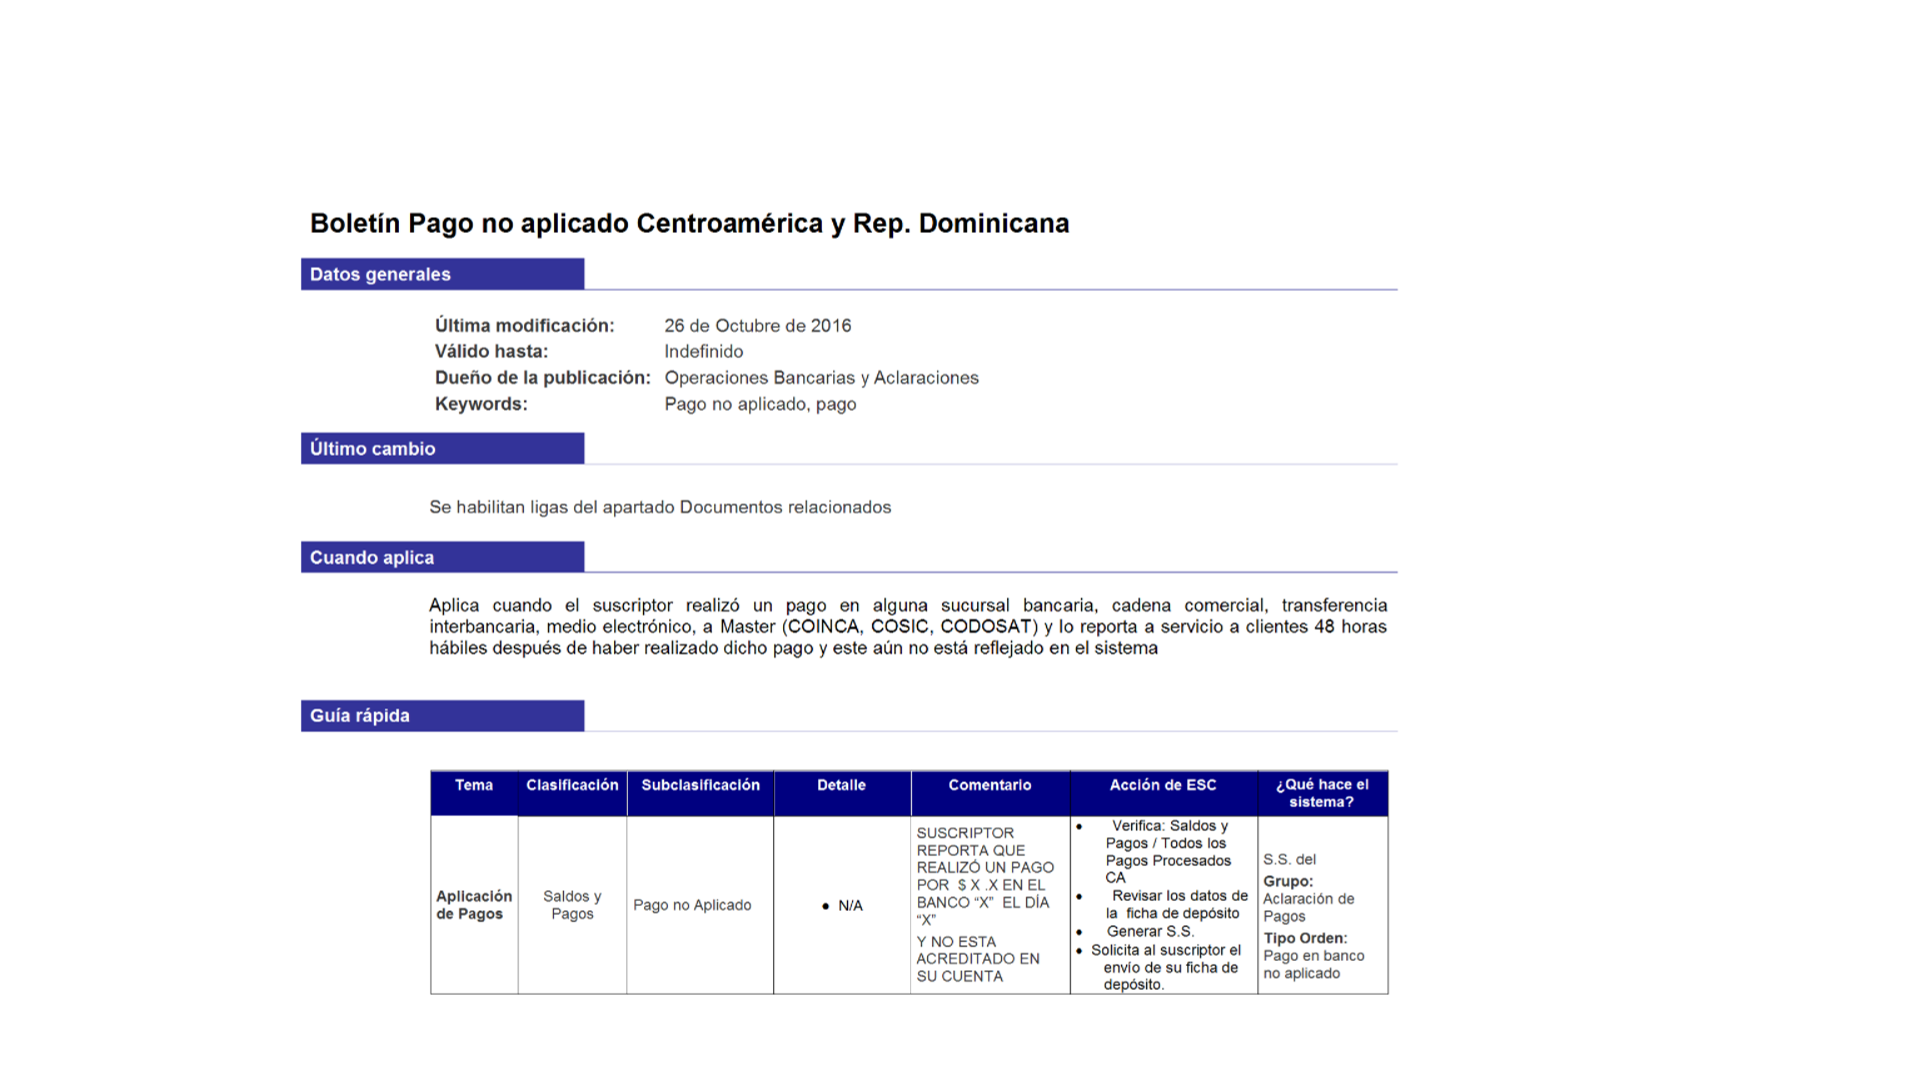 Boletín Pago no aplicado Centroamérica y Rep. Dominicana
Datos generales
Última modificación: 26 de Octubre de 2016
Válido hasta: Indefinido
Dueño de la publicación: Operaciones Bancarias y Aclaraciones
Keywords: Pago no aplicado, pago
Último cambio
Se habilitan ligas del apartado Documentos relacionados
Cuando aplica
Aplica cuando el suscriptor realizó un pago en alguna sucursal bancaria, cadena comercial, transferencia
interbancaria, medio electrónico, a Master (COINCA, COSIC, CODOSAT) y lo reporta a servicio a clientes 48 horas
hábiles después de haber realizado dicho pago y este aún no está reflejado en el sistema
Guía rápida
Tema
Clasificación
Subclasificación
Detalle
Comentario
Acción de ESC
¿Qué hace el
sistema?
Aplicación
de Pagos
Saldos y
Pagos
Pago no Aplicado
• N/A
SUSCRIPTOR
REPORTA QUE
REALIZÓ UN PAGO
POR $ X .X EN EL
BANCO “X” EL DÍA
“X”
Y NO ESTA
ACREDITADO EN
SU CUENTA
• Verifica: Saldos y
Pagos / Todos los
Pagos Procesados
CA
• Revisar los datos de
la ficha de depósito
• Generar S.S.
• Solicita al suscriptor el
envío de su ficha de
depósito.
S.S. del
Grupo:
Aclaración de
Pagos
Tipo Orden:
Pago en banco
no aplicado